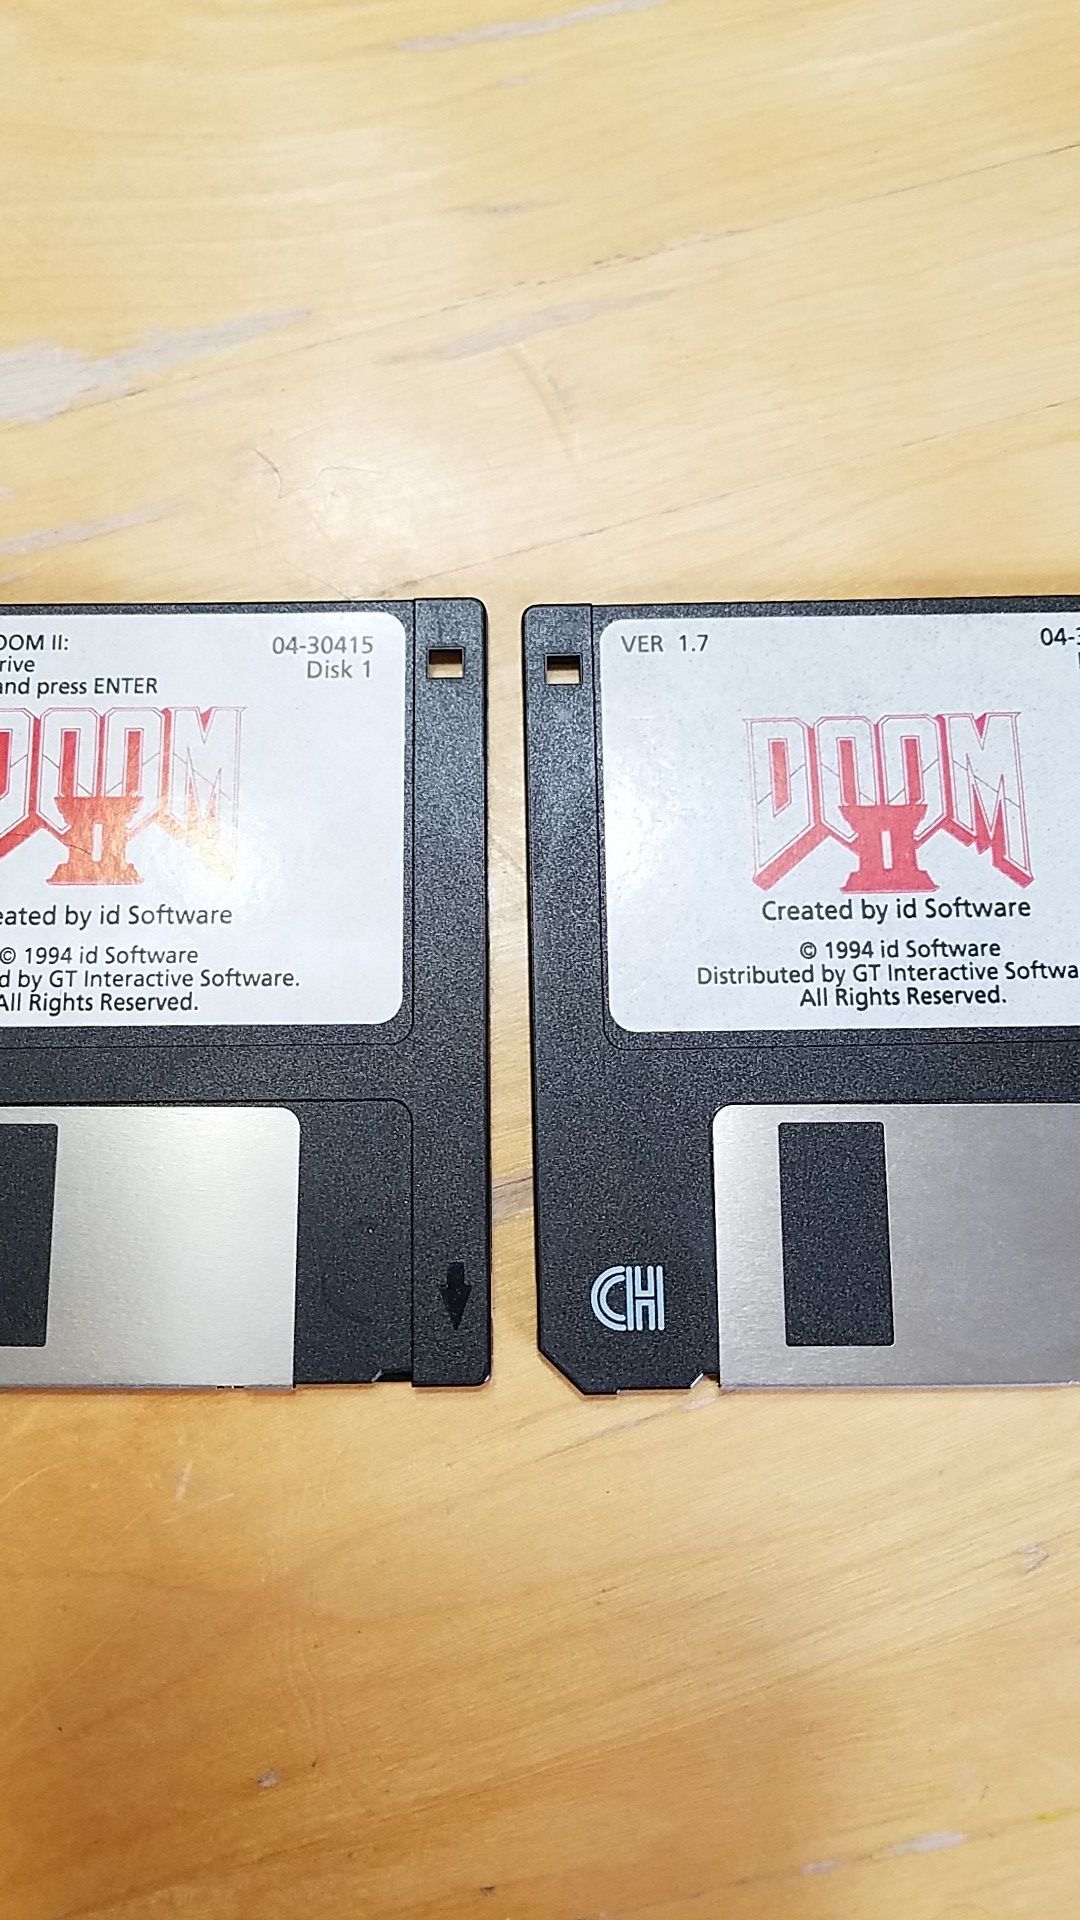 OOM II:
rive
and press ENTER
04-30415
Disk 1
DOOM
II
eated by id Software
© 1994 id Software
d by GT Interactive Software.
All Rights Reserved.
VER 1.7
04-3
DOOM
II
Created by id Software
© 1994 id Software
Distributed by GT Interactive Softwa
All Rights Reserved.
CH